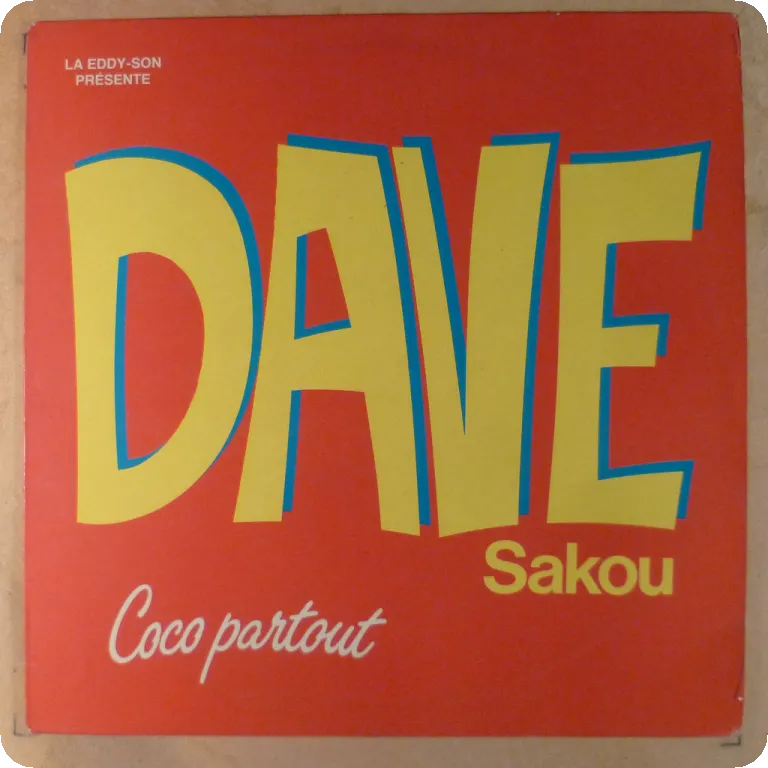 LA EDDY-SON
PRÉSENTE
DAVE
Sakou
Coco partout